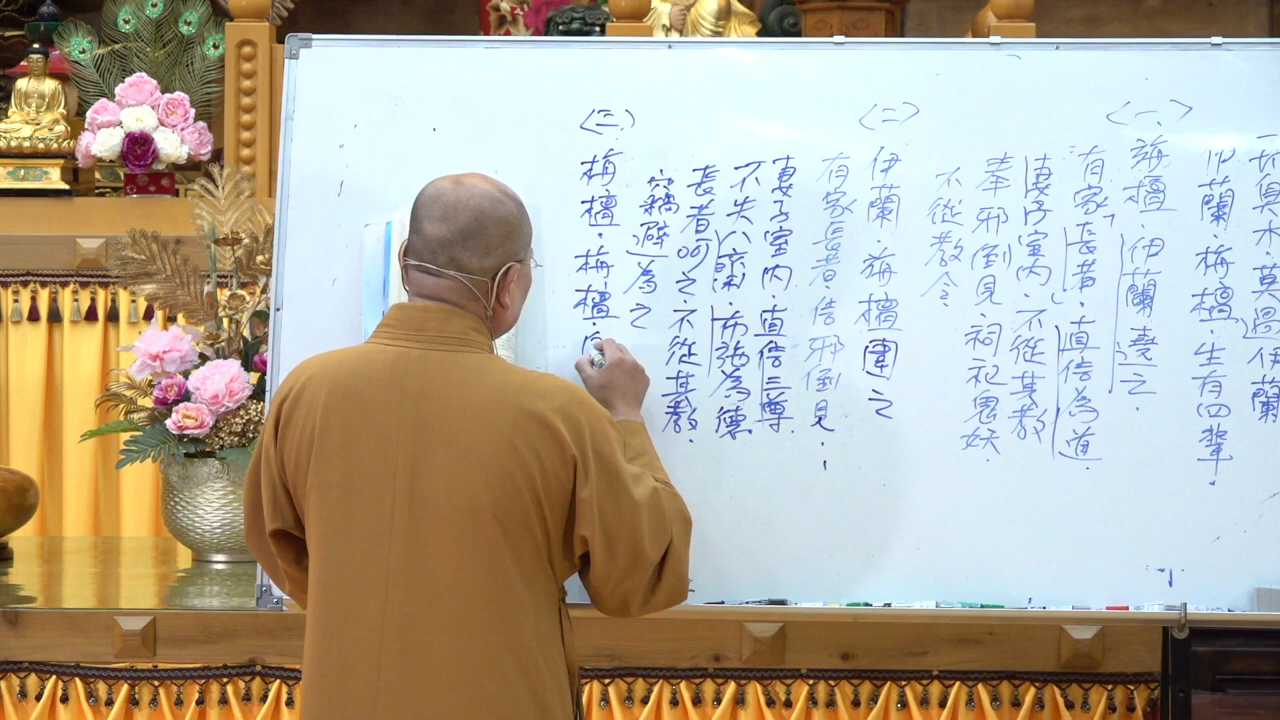 一切臭木．莫過伊蘭
伊蘭．栴檀．生有四輩．
(一)
栴檀．伊蘭 之．
有家長者．直信為道．
妻子室內．不從其教
奉邪倒見．祠祀鬼妖．
不從教令
(二)
伊蘭．栴檀圍之
有家長者．信邪倒見．
妻子室內．直信三尊．
不失八齋．布施為德
長者呵之．不從其教．
避為之
(三)
栴檀．栴檀．